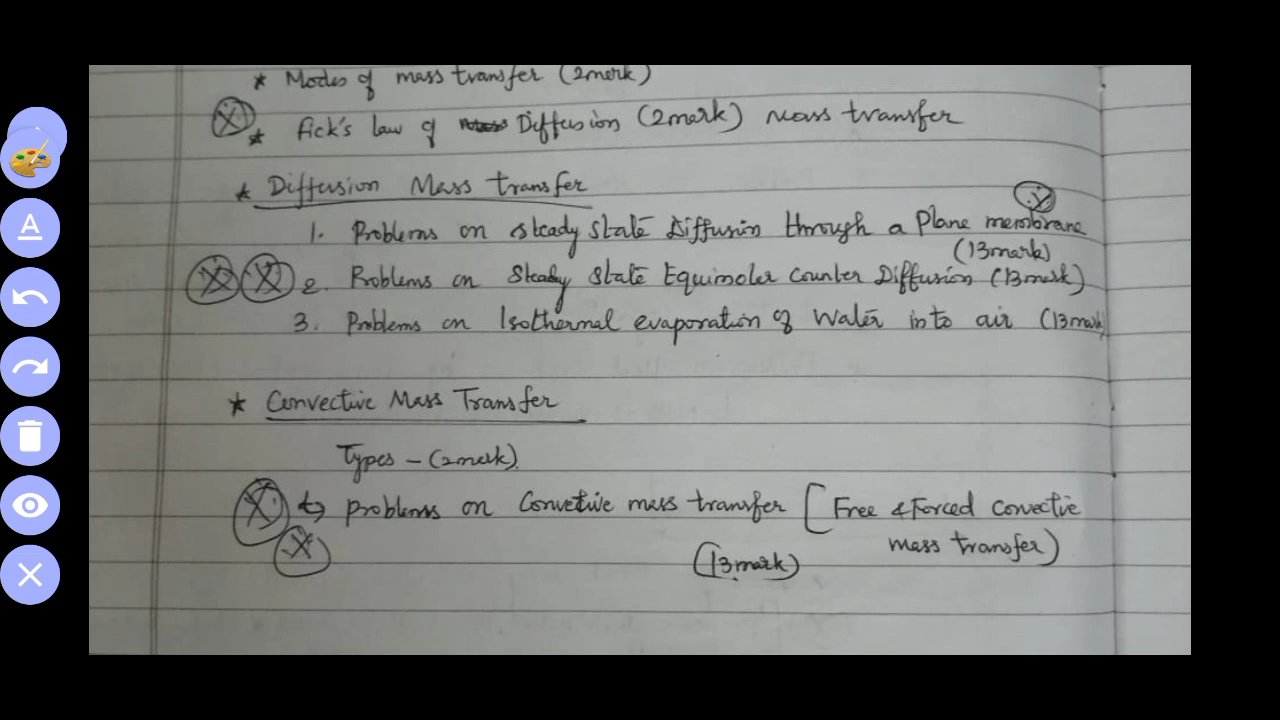 * Modes of mass transfer (2mark)
* Fick's law of Diffusion (2mark) mass transfer
* Diffusion Mass transfer
1. Problems on steady state Diffusion through a Plane membrane
(13mark)
2. Problems on Steady State Equimolar Counter Diffusion (13mark)
3. Problems on Isothermal evaporation of Water into air (13mark)
* Convective Mass Transfer
Types - (2mark)
↪ problems on Convetive mass transfer [ Free & Forced Convective
mass transfer)
(13mark)